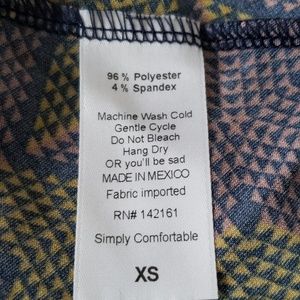 96 % Polyester
4 % Spandex
Machine Wash Cold
Gentle Cycle
Do Not Bleach
Hang Dry
OR you'll be sad
MADE IN MEXICO
Fabric imported
RN# 142161
Simply Comfortable
XS